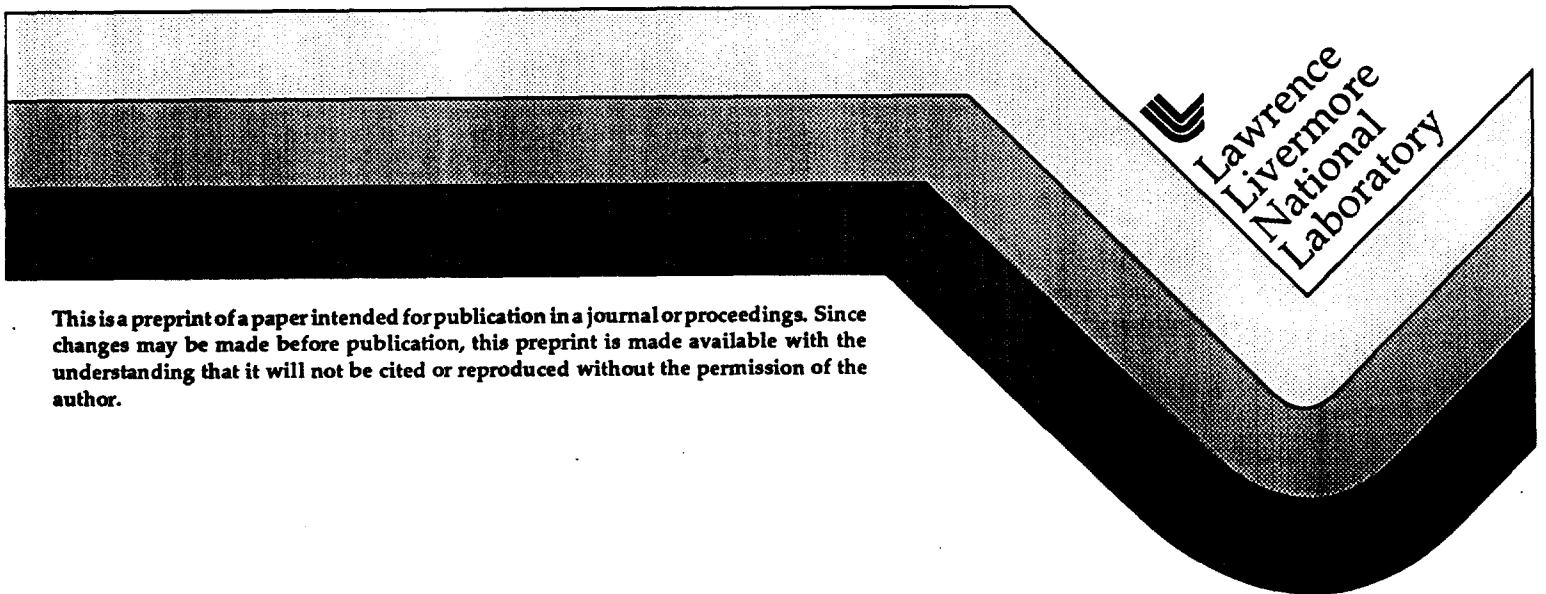 Lawrence
Livermore
National
Laboratory
This is a preprint of a paper intended for publication in a journal or proceedings. Since
changes may be made before publication, this preprint is made available with the
understanding that it will not be cited or reproduced without the permission of the
author.